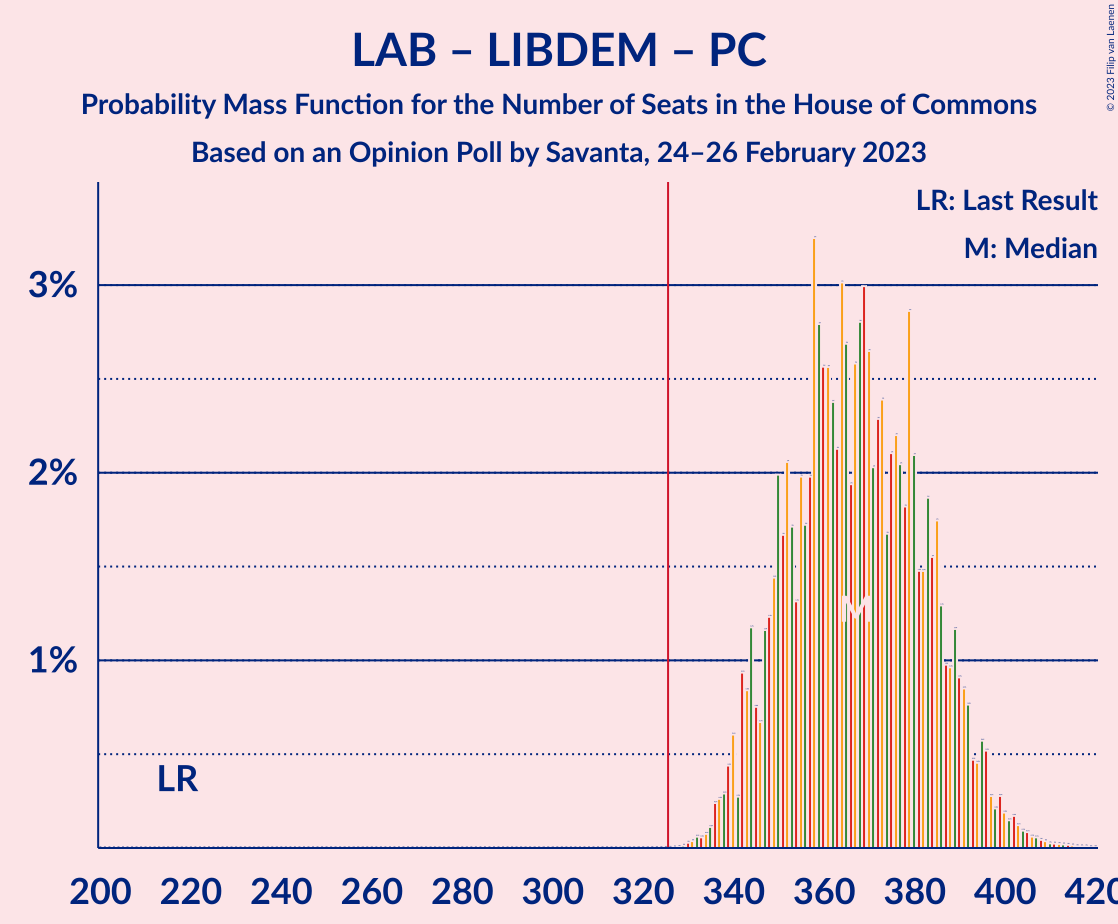 LAB – LIBDEM – PC
Probability Mass Function for the Number of Seats in the House of Commons
Based on an Opinion Poll by Savanta, 24–26 February 2023
© 2023 Filip van Laenen
LR: Last Result
M: Median
3%
2%
1%
M
LR
200 220 240 260 280 300 320 340 360 380 400 420